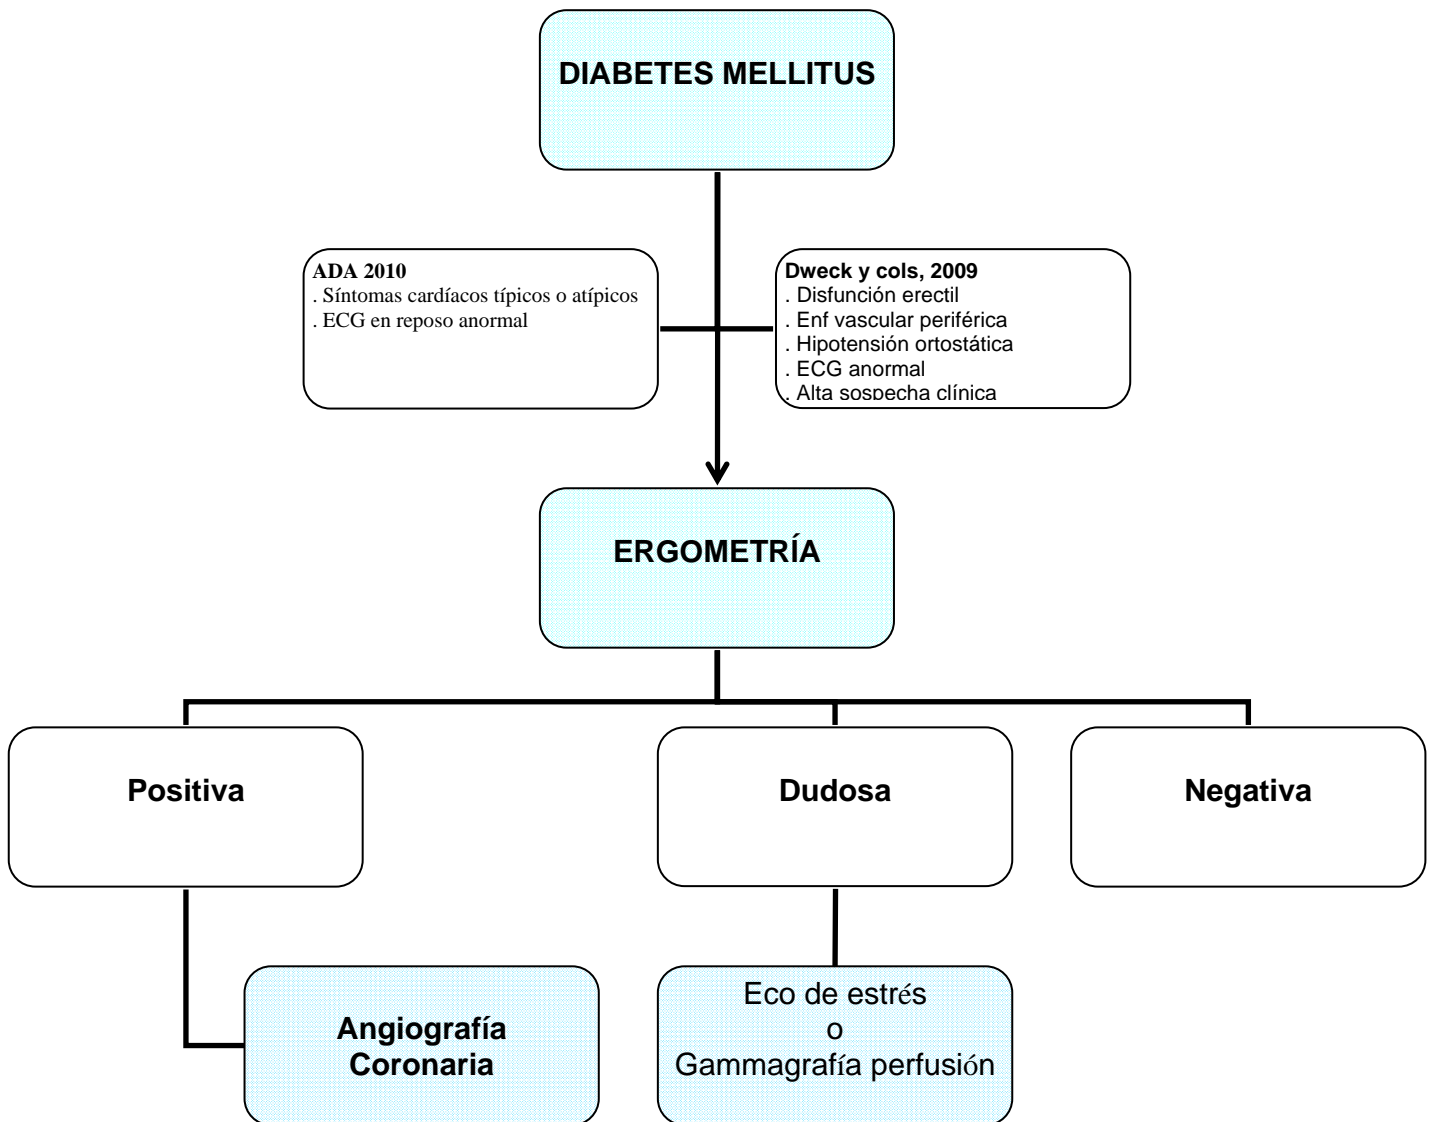 DIABETES MELLITUS
ADA 2010
. Síntomas cardíacos típicos o atípicos
. ECG en reposo anormal
Dweck y cols, 2009
. Disfunción erectil
. Enf vascular periférica
. Hipotensión ortostática
. ECG anormal
. Alta sospecha clínica
ERGOMETRÍA
Positiva
Dudosa
Negativa
Angiografía
Coronaria
Eco de estrés
o
Gammagrafía perfusión